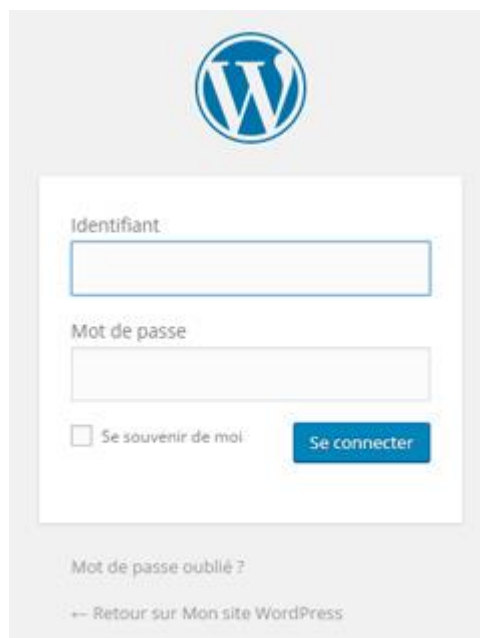 Identifiant
Mot de passe
Se souvenir de moi
Se connecter
Mot de passe oublié ?
← Retour sur Mon site WordPress